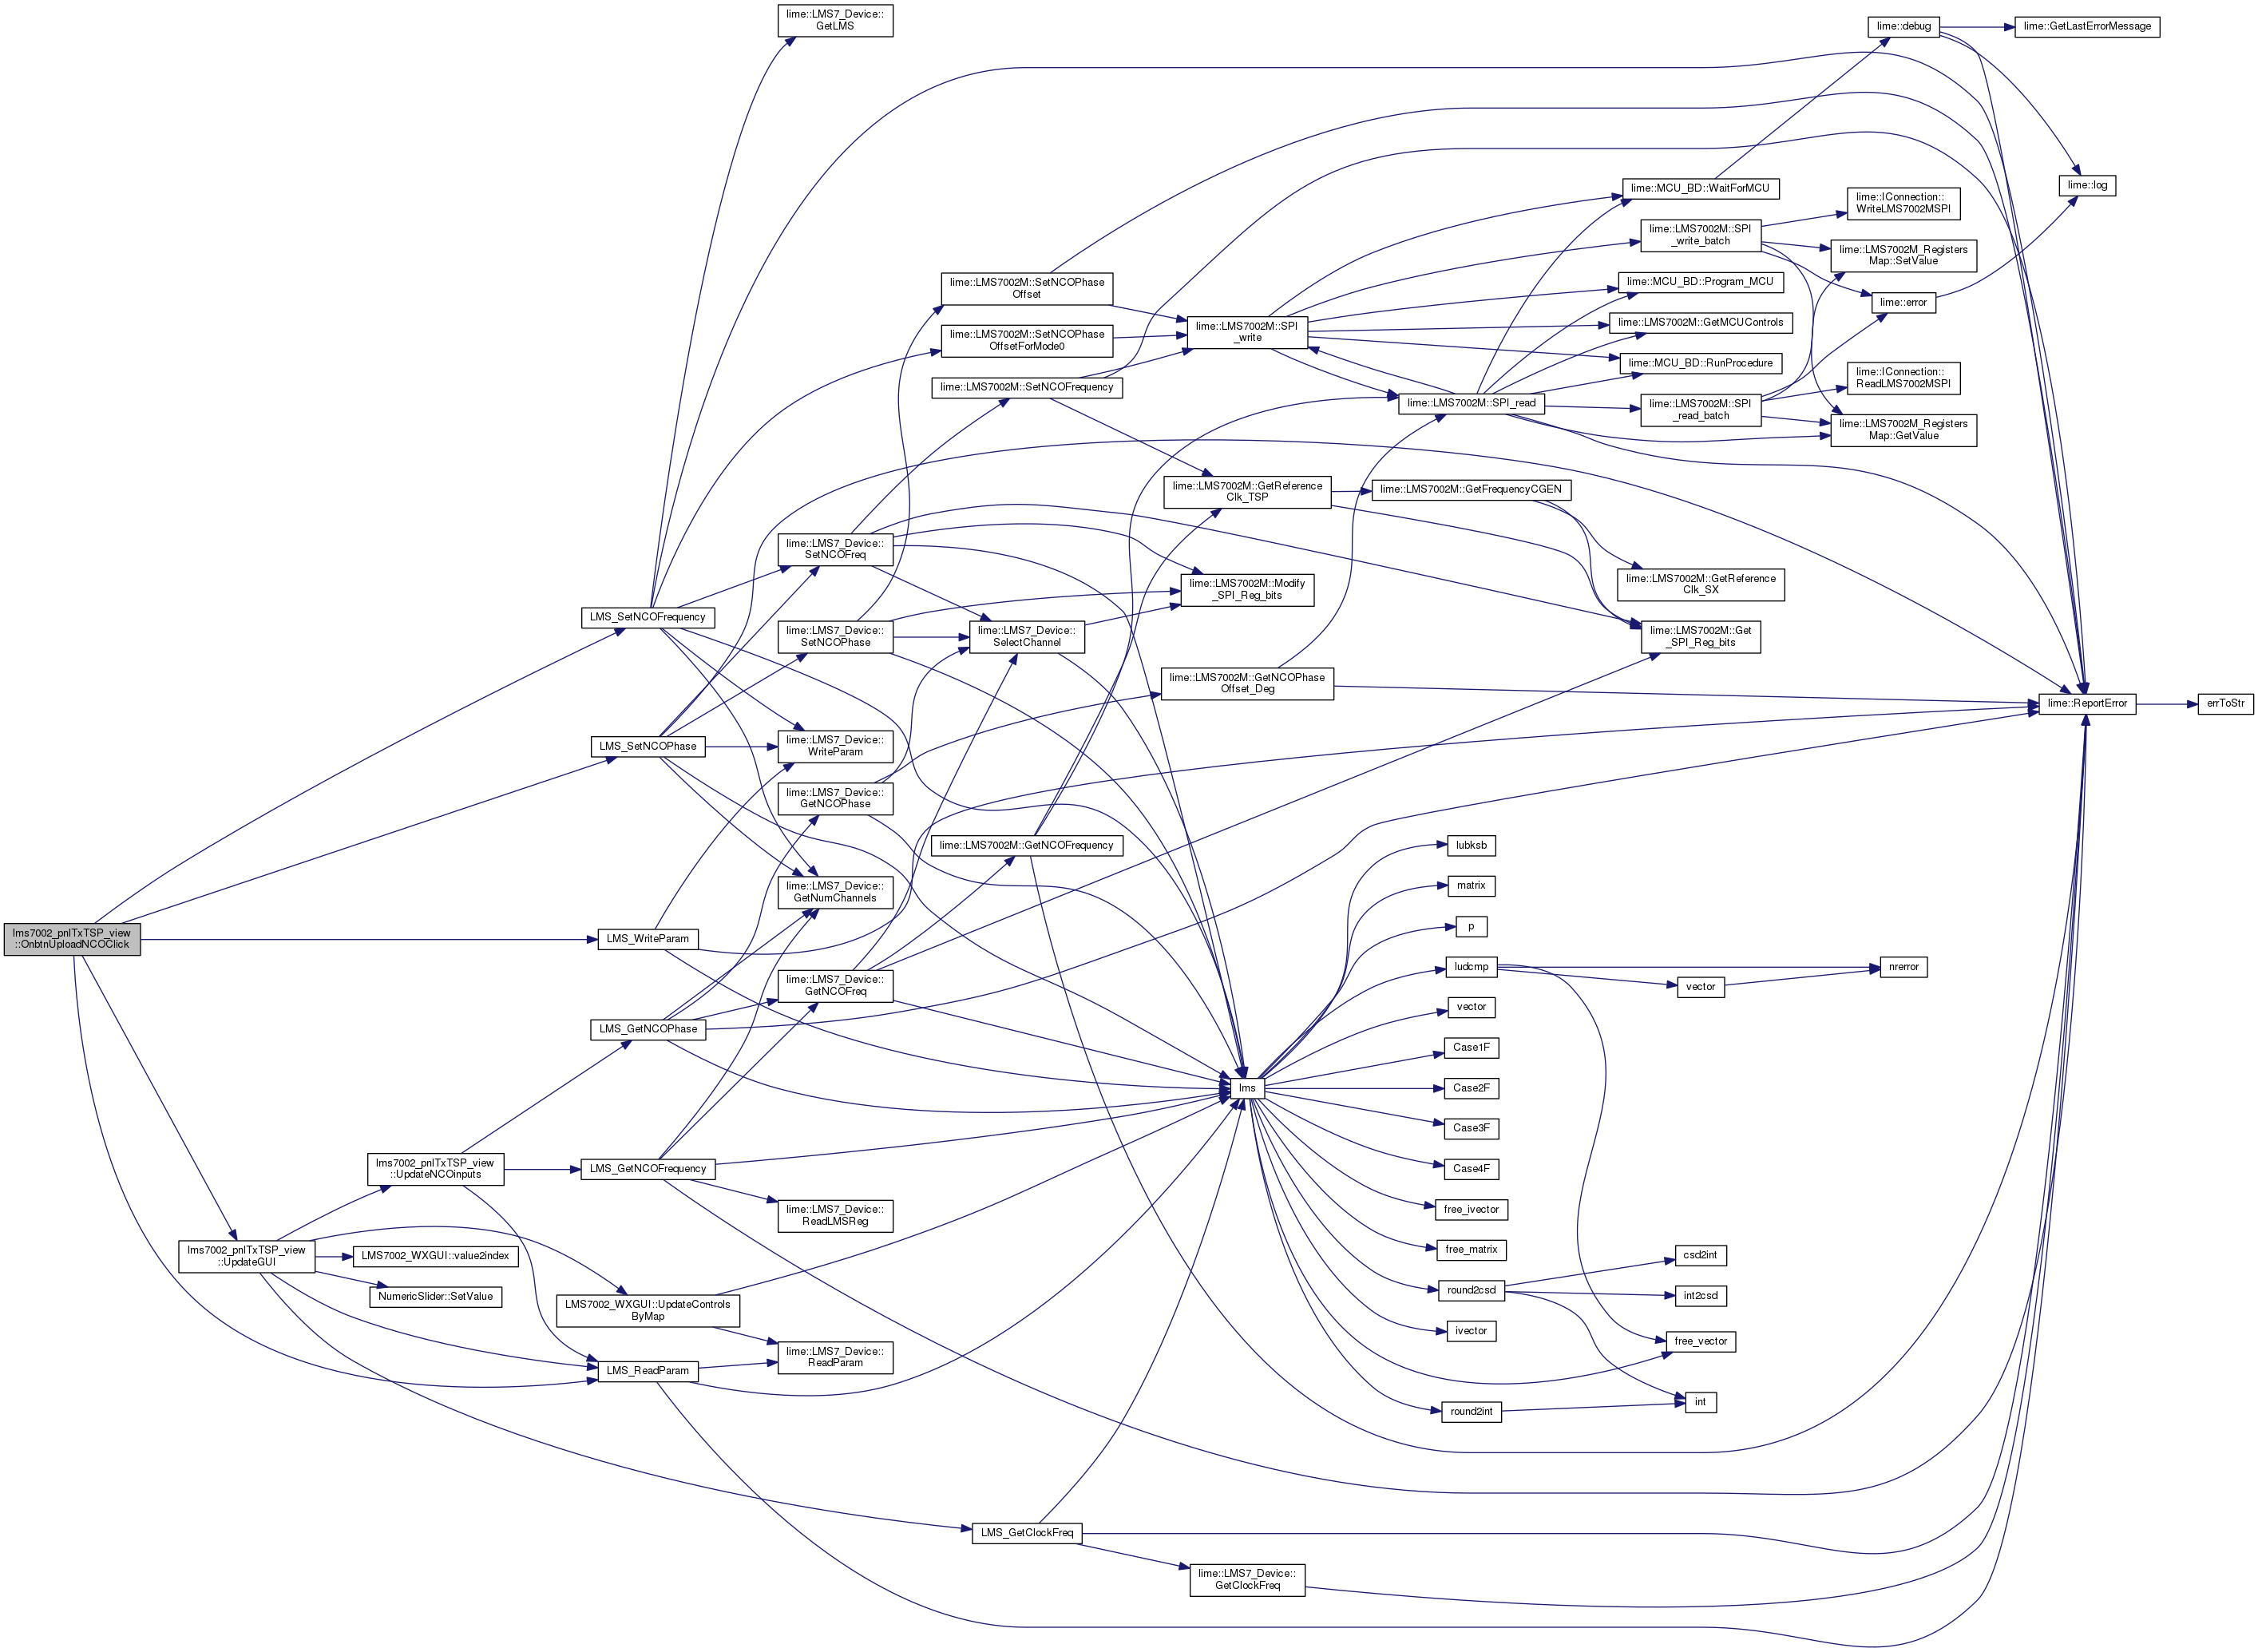 lms7002_pnlTxTSP_view
::OnbtnUploadNCOClick
LMS_SetNCOFrequency
LMS_SetNCOPhase
LMS_WriteParam
LMS_GetNCOPhase
lms7002_pnlTxTSP_view
::UpdateNCOinputs
LMS_GetNCOFrequency
lms7002_pnlTxTSP_view
::UpdateGUI
LMS7002_WXGUI::value2index
NumericSlider::SetValue
LMS7002_WXGUI::UpdateControls
ByMap
LMS_ReadParam
lime::LMS7_Device::
GetLMS
lime::LMS7_Device::
SetNCOFreq
lime::LMS7_Device::
SetNCOPhase
lime::LMS7_Device::
WriteParam
lime::LMS7_Device::
GetNCOPhase
lime::LMS7_Device::
GetNumChannels
lime::LMS7_Device::
GetNCOFreq
lime::LMS7_Device::
ReadLMSReg
lime::LMS7_Device::
ReadParam
lime::LMS7002M::SetNCOPhase
Offset
lime::LMS7002M::SetNCOPhase
OffsetForMode0
lime::LMS7002M::SetNCOFrequency
lime::LMS7_Device::
SelectChannel
lime::LMS7002M::GetNCOFrequency
LMS_GetClockFreq
lime::LMS7002M::SPI
_write
lime::LMS7002M::GetReference
Clk_TSP
lime::LMS7002M::Modify
_SPI_Reg_bits
lime::LMS7002M::GetNCOPhase
Offset_Deg
lms
lime::LMS7_Device::
GetClockFreq
lime::LMS7002M::SPI_read
lime::LMS7002M::GetFrequencyCGEN
lubksb
matrix
p
ludcmp
vector
Case1F
Case2F
Case3F
Case4F
free_ivector
free_matrix
round2csd
ivector
round2int
lime::MCU_BD::WaitForMCU
lime::LMS7002M::SPI
_write_batch
lime::MCU_BD::Program_MCU
lime::LMS7002M::GetMCUControls
lime::MCU_BD::RunProcedure
lime::LMS7002M::SPI
_read_batch
lime::LMS7002M::GetReference
Clk_SX
lime::LMS7002M::Get
_SPI_Reg_bits
vector
csd2int
int2csd
free_vector
int
lime::debug
lime::IConnection::
WriteLMS7002MSPI
lime::LMS7002M_Registers
Map::SetValue
lime::error
lime::IConnection::
ReadLMS7002MSPI
lime::LMS7002M_Registers
Map::GetValue
nrerror
lime::GetLastErrorMessage
lime::log
lime::ReportError
errToStr